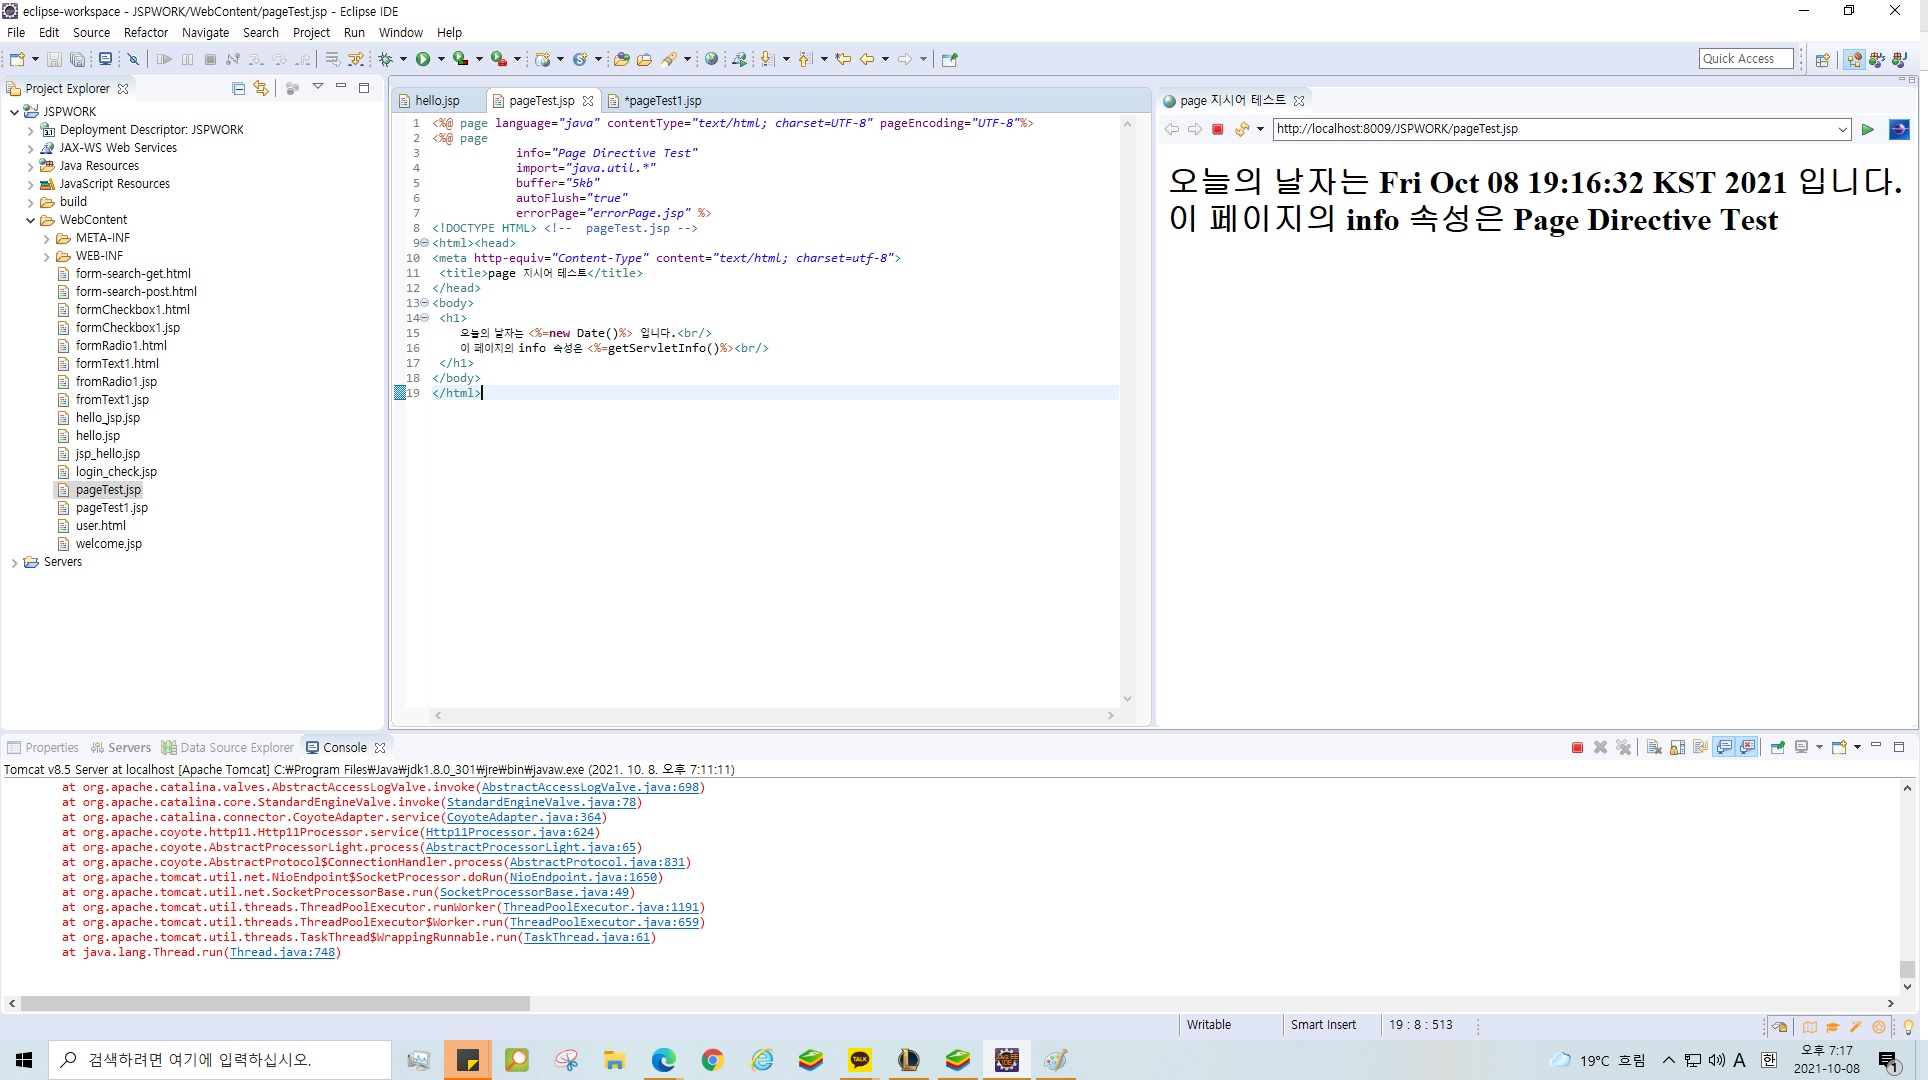 eclipse-workspace - JSPWORK/WebContent/pageTest.jsp - Eclipse IDE
File Edit Source Refactor Navigate Search Project Run Window Help
Quick Access
Project Explorer
JSPWORK
Deployment Descriptor: JSPWORK
JAX-WS Web Services
Java Resources
JavaScript Resources
build
WebContent
META-INF
WEB-INF
form-search-get.html
form-search-post.html
formCheckbox1.html
formCheckbox1.jsp
formRadio1.html
formText1.html
fromRadio1.jsp
fromText1.jsp
hello_jsp.jsp
hello.jsp
jsp_hello.jsp
login_check.jsp
pageTest.jsp
pageTest1.jsp
user.html
welcome.jsp
Servers
hello.jsp pageTest.jsp *pageTest1.jsp
1 <%@ page language="java" contentType="text/html; charset=UTF-8" pageEncoding="UTF-8"%>
2 <%@ page
3 info="Page Directive Test"
4 import="java.util.*"
5 buffer="5kb"
6 autoFlush="true"
7 errorPage="errorPage.jsp" %>
8 <!DOCTYPE HTML> <!-- pageTest.jsp -->
9 <html><head>
10 <meta http-equiv="Content-Type" content="text/html; charset=utf-8">
11 <title>page 지시어 테스트</title>
12 </head>
13 <body>
14 <h1>
15 오늘의 날자는 <%=new Date()%> 입니다.<br/>
16 이 페이지의 info 속성은 <%=getServletInfo()%><br/>
17 </h1>
18 </body>
19 </html>
page 지시어 테스트
http://localhost:8009/JSPWORK/pageTest.jsp
오늘의 날자는 Fri Oct 08 19:16:32 KST 2021 입니다.
이 페이지의 info 속성은 Page Directive Test
Properties Servers Data Source Explorer Console
Tomcat v8.5 Server at localhost [Apache Tomcat] C:₩Program Files₩Java₩jdk1.8.0_301₩jre₩bin₩javaw.exe (2021. 10. 8. 오후 7:11:11)
at org.apache.catalina.valves.AbstractAccessLogValve.invoke(AbstractAccessLogValve.java:698)
at org.apache.catalina.core.StandardEngineValve.invoke(StandardEngineValve.java:78)
at org.apache.catalina.connector.CoyoteAdapter.service(CoyoteAdapter.java:364)
at org.apache.coyote.http11.Http11Processor.service(Http11Processor.java:624)
at org.apache.coyote.AbstractProcessorLight.process(AbstractProcessorLight.java:65)
at org.apache.coyote.AbstractProtocol$ConnectionHandler.process(AbstractProtocol.java:831)
at org.apache.tomcat.util.net.NioEndpoint$SocketProcessor.doRun(NioEndpoint.java:1650)
at org.apache.tomcat.util.net.SocketProcessorBase.run(SocketProcessorBase.java:49)
at org.apache.tomcat.util.threads.ThreadPoolExecutor.runWorker(ThreadPoolExecutor.java:1191)
at org.apache.tomcat.util.threads.ThreadPoolExecutor$Worker.run(ThreadPoolExecutor.java:659)
at org.apache.tomcat.util.threads.TaskThread$WrappingRunnable.run(TaskThread.java:61)
at java.lang.Thread.run(Thread.java:748)
Writable Smart Insert 19 : 8 : 513
검색하려면 여기에 입력하십시오.
TALK
19°C 흐림 A 한 오후 7:17
2021-10-08
1